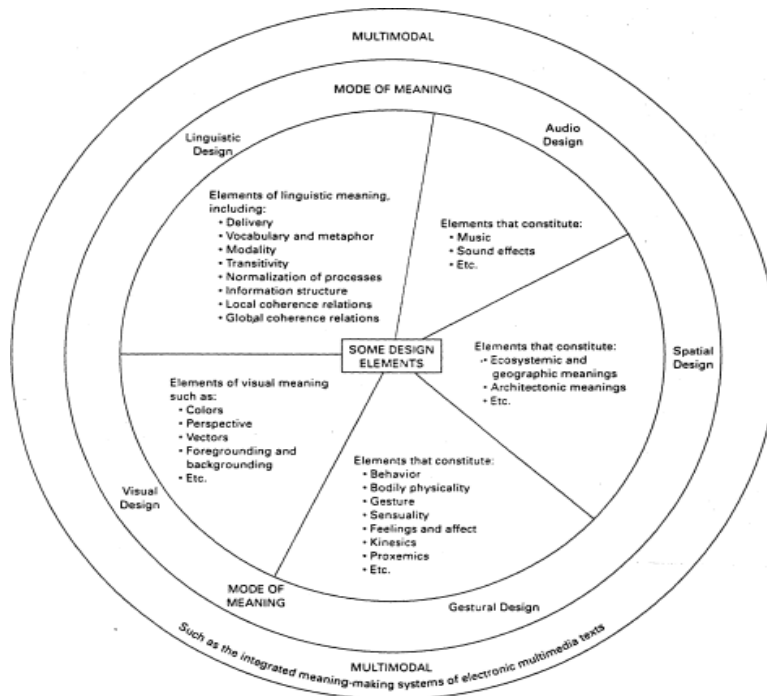 MULTIMODAL
MODE OF MEANING
Linguistic
Design
Audio
Design
Elements of linguistic meaning,
including:
• Delivery
• Vocabulary and metaphor
• Modality
• Transitivity
• Normalization of processes
• Information structure
• Local coherence relations
• Global coherence relations
Elements that constitute:
• Music
• Sound effects
• Etc.
SOME DESIGN
ELEMENTS
Elements that constitute:
• Ecosystemic and
geographic meanings
• Architectonic meanings
• Etc.
Spatial
Design
Elements of visual meaning
such as:
• Colors
• Perspective
• Vectors
• Foregrounding and
backgrounding
• Etc.
Visual
Design
Elements that constitute:
• Behavior
• Bodily physicality
• Gesture
• Sensuality
• Feelings and affect
• Kinesics
• Proxemics
• Etc.
MODE OF
MEANING
Gestural Design
MULTIMODAL
Such as the integrated meaning-making systems of electronic multimedia texts